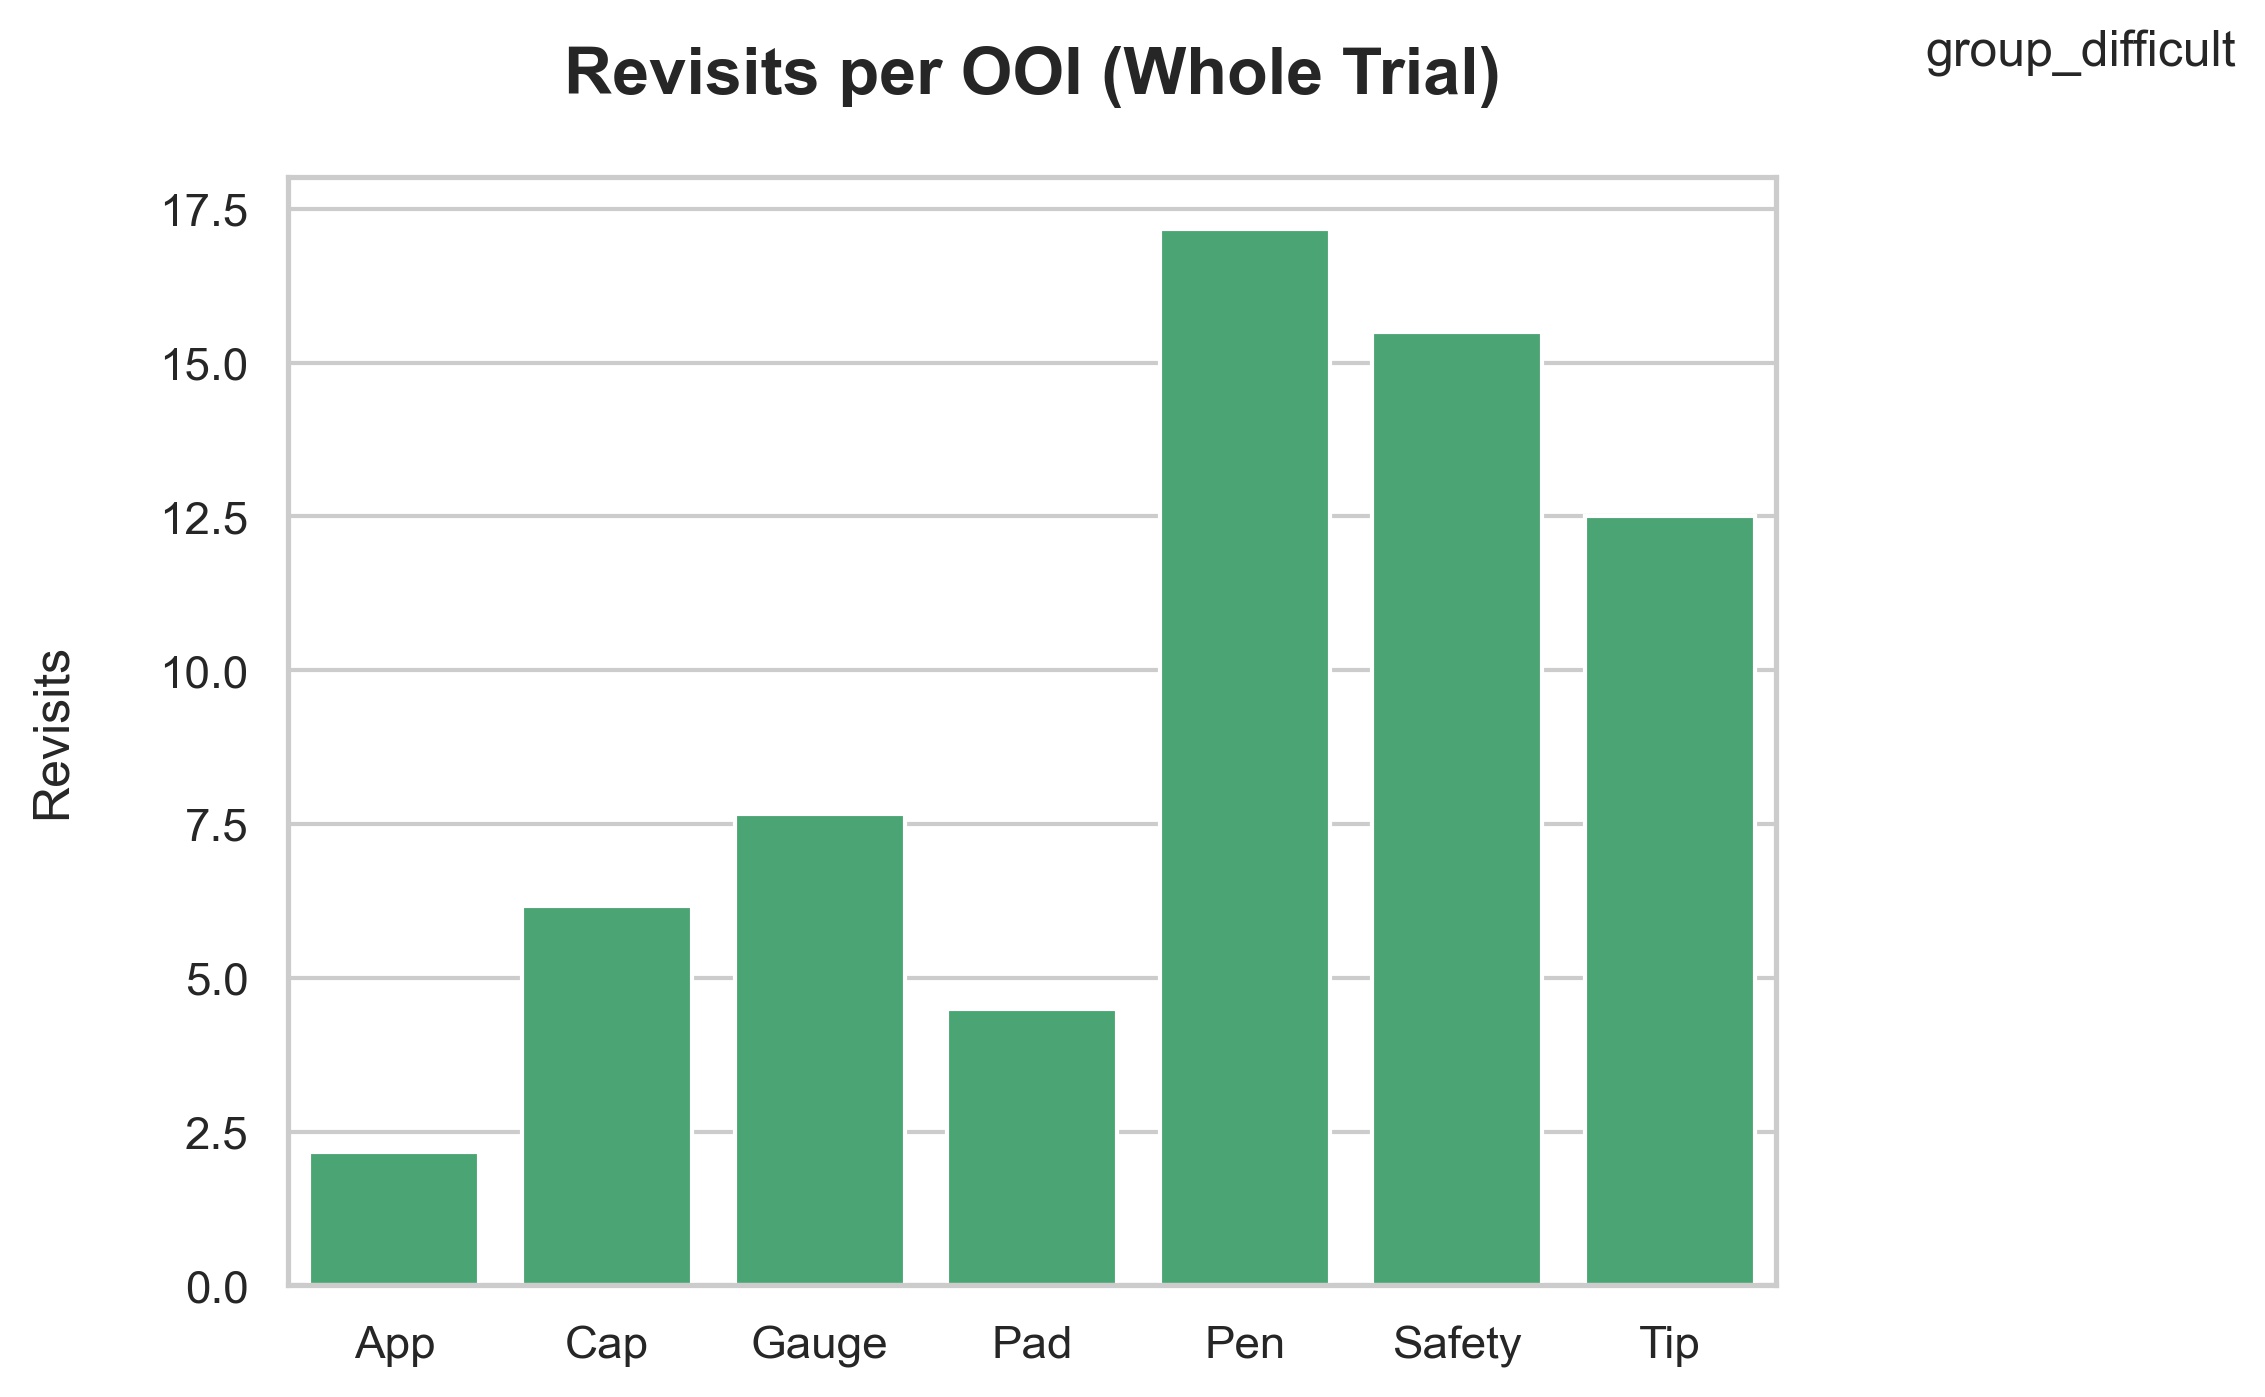 group_difficult
Revisits per OOI (Whole Trial)
17.5
15.0
12.5
10.0
7.5
5.0
2.5
0.0
Revisits
App Cap Gauge Pad Pen Safety Tip